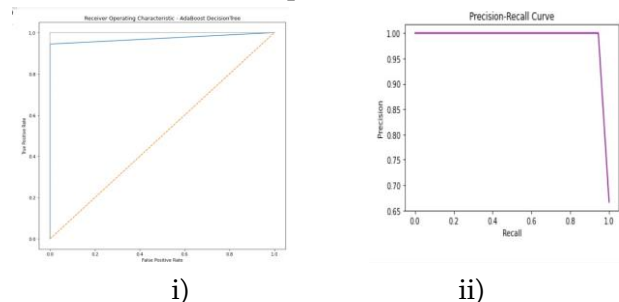 Receiver Operating Characteristic - AdaBoost DecisionTree
1.0
0.8
0.6
0.4
0.2
0.0
True Positive Rate
0.0 0.2 0.4 0.6 0.8 1.0
False Positive Rate
i)
Precision-Recall Curve
1.00
0.95
0.90
0.85
0.80
0.75
0.70
0.65
Precision
0.0 0.2 0.4 0.6 0.8 1.0
Recall
ii)